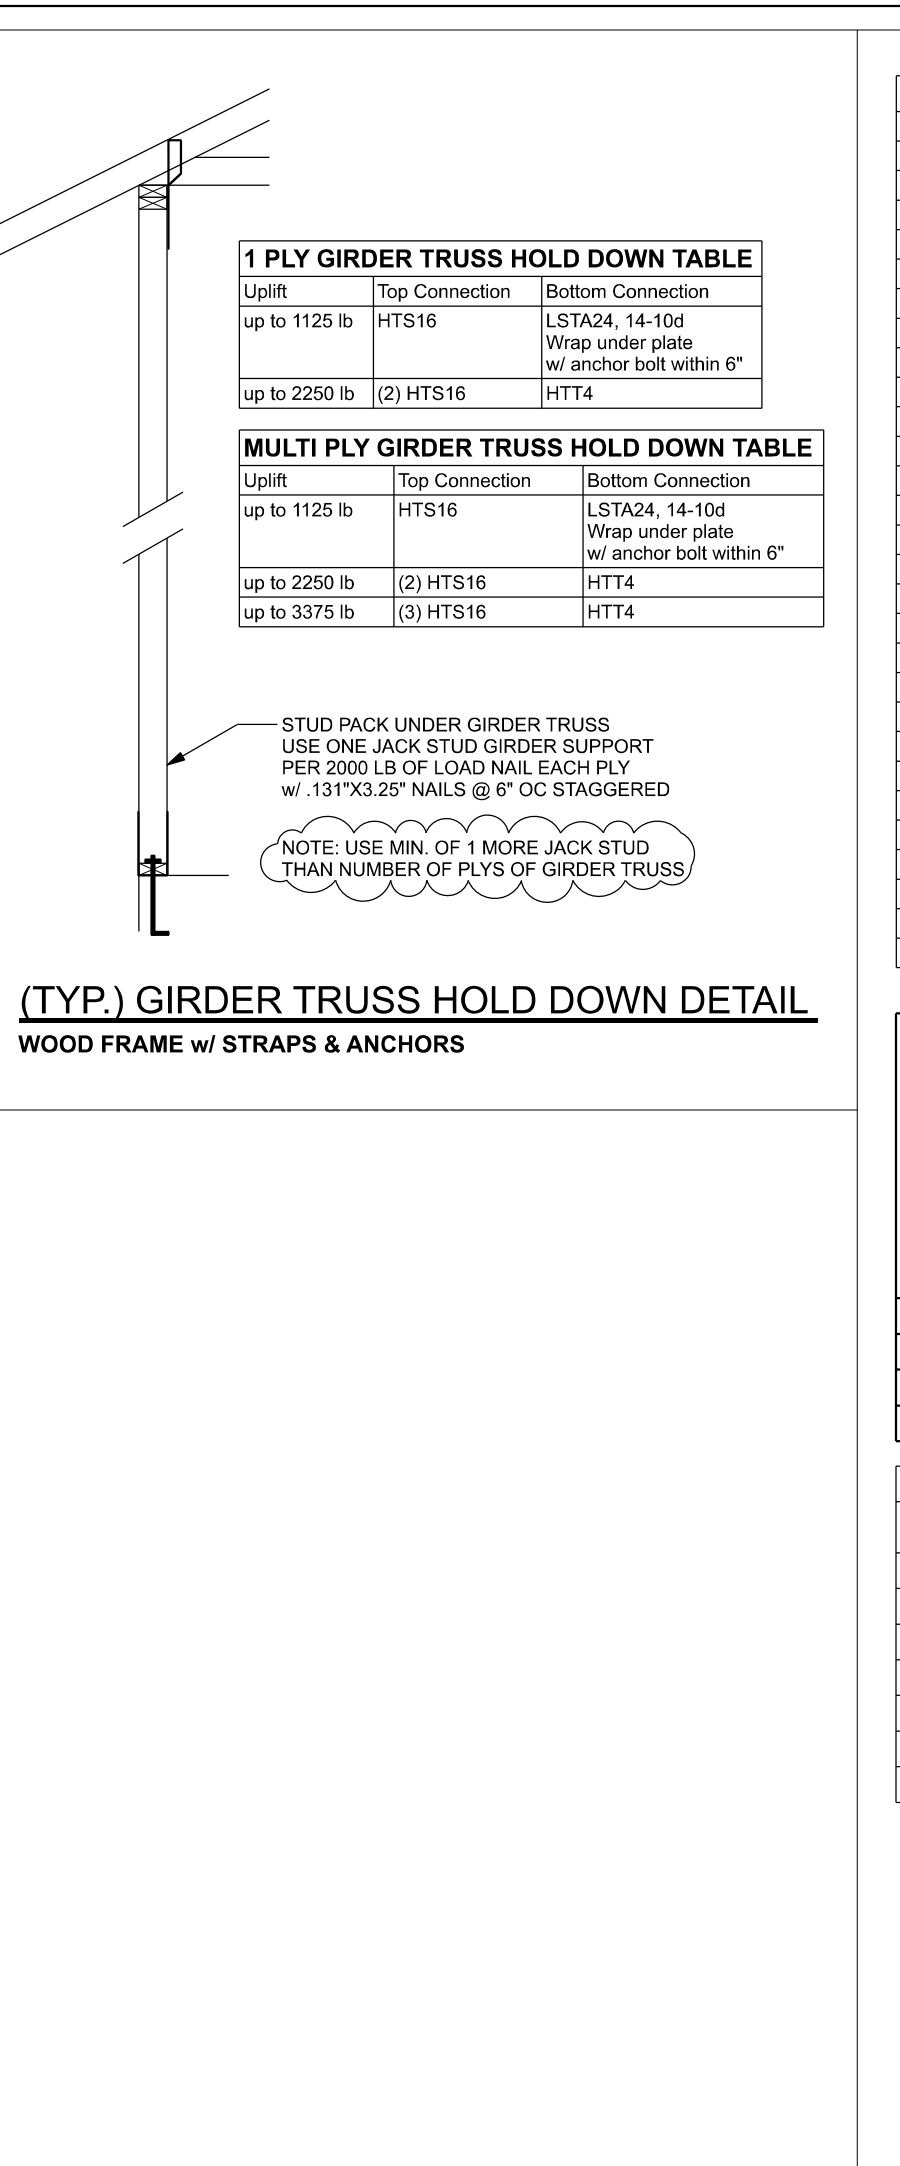 1 PLY GIRDER TRUSS HOLD DOWN TABLE
Uplift Top Connection Bottom Connection
up to 1125 lb HTS16 LSTA24, 14-10d
Wrap under plate
w/ anchor bolt within 6"
up to 2250 lb (2) HTS16 HTT4
MULTI PLY GIRDER TRUSS HOLD DOWN TABLE
Uplift Top Connection Bottom Connection
up to 1125 lb HTS16 LSTA24, 14-10d
Wrap under plate
w/ anchor bolt within 6"
up to 2250 lb (2) HTS16 HTT4
up to 3375 lb (3) HTS16 HTT4
STUD PACK UNDER GIRDER TRUSS
USE ONE JACK STUD GIRDER SUPPORT
PER 2000 LB OF LOAD NAIL EACH PLY
w/ .131"X3.25" NAILS @ 6" OC STAGGERED
NOTE: USE MIN. OF 1 MORE JACK STUD
THAN NUMBER OF PLYS OF GIRDER TRUSS
(TYP.) GIRDER TRUSS HOLD DOWN DETAIL
WOOD FRAME w/ STRAPS & ANCHORS